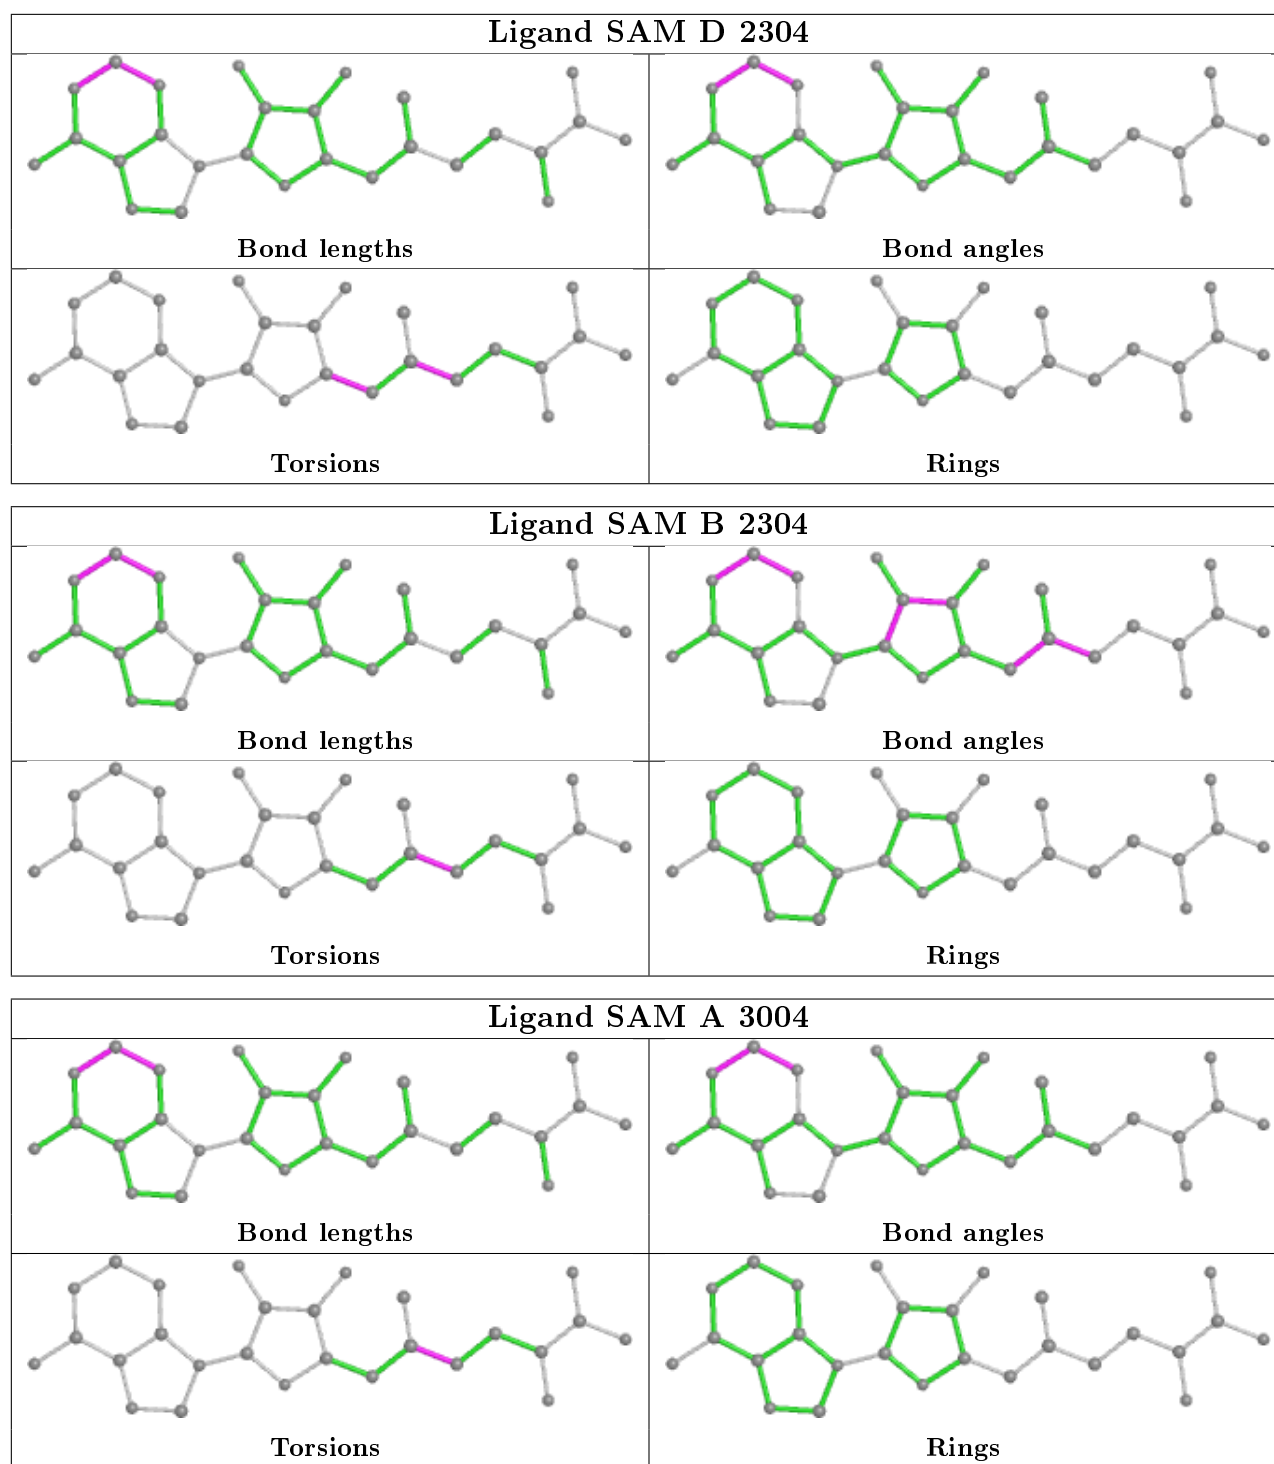 Ligand SAM D 2304
Bond lengths
Bond angles
Torsions
Rings
Ligand SAM B 2304
Bond lengths
Bond angles
Torsions
Rings
Ligand SAM A 3004
Bond lengths
Bond angles
Torsions
Rings